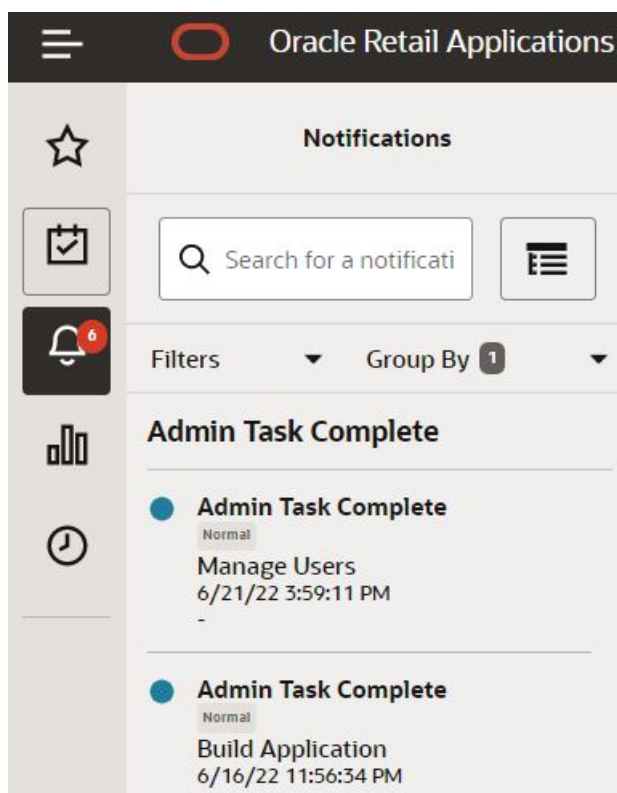 Oracle Retail Applications
Notifications
Search for a notificati
6
Filters Group By 1
Admin Task Complete
Admin Task Complete
Normal
Manage Users
6/21/22 3:59:11 PM
-
Admin Task Complete
Normal
Build Application
6/16/22 11:56:34 PM